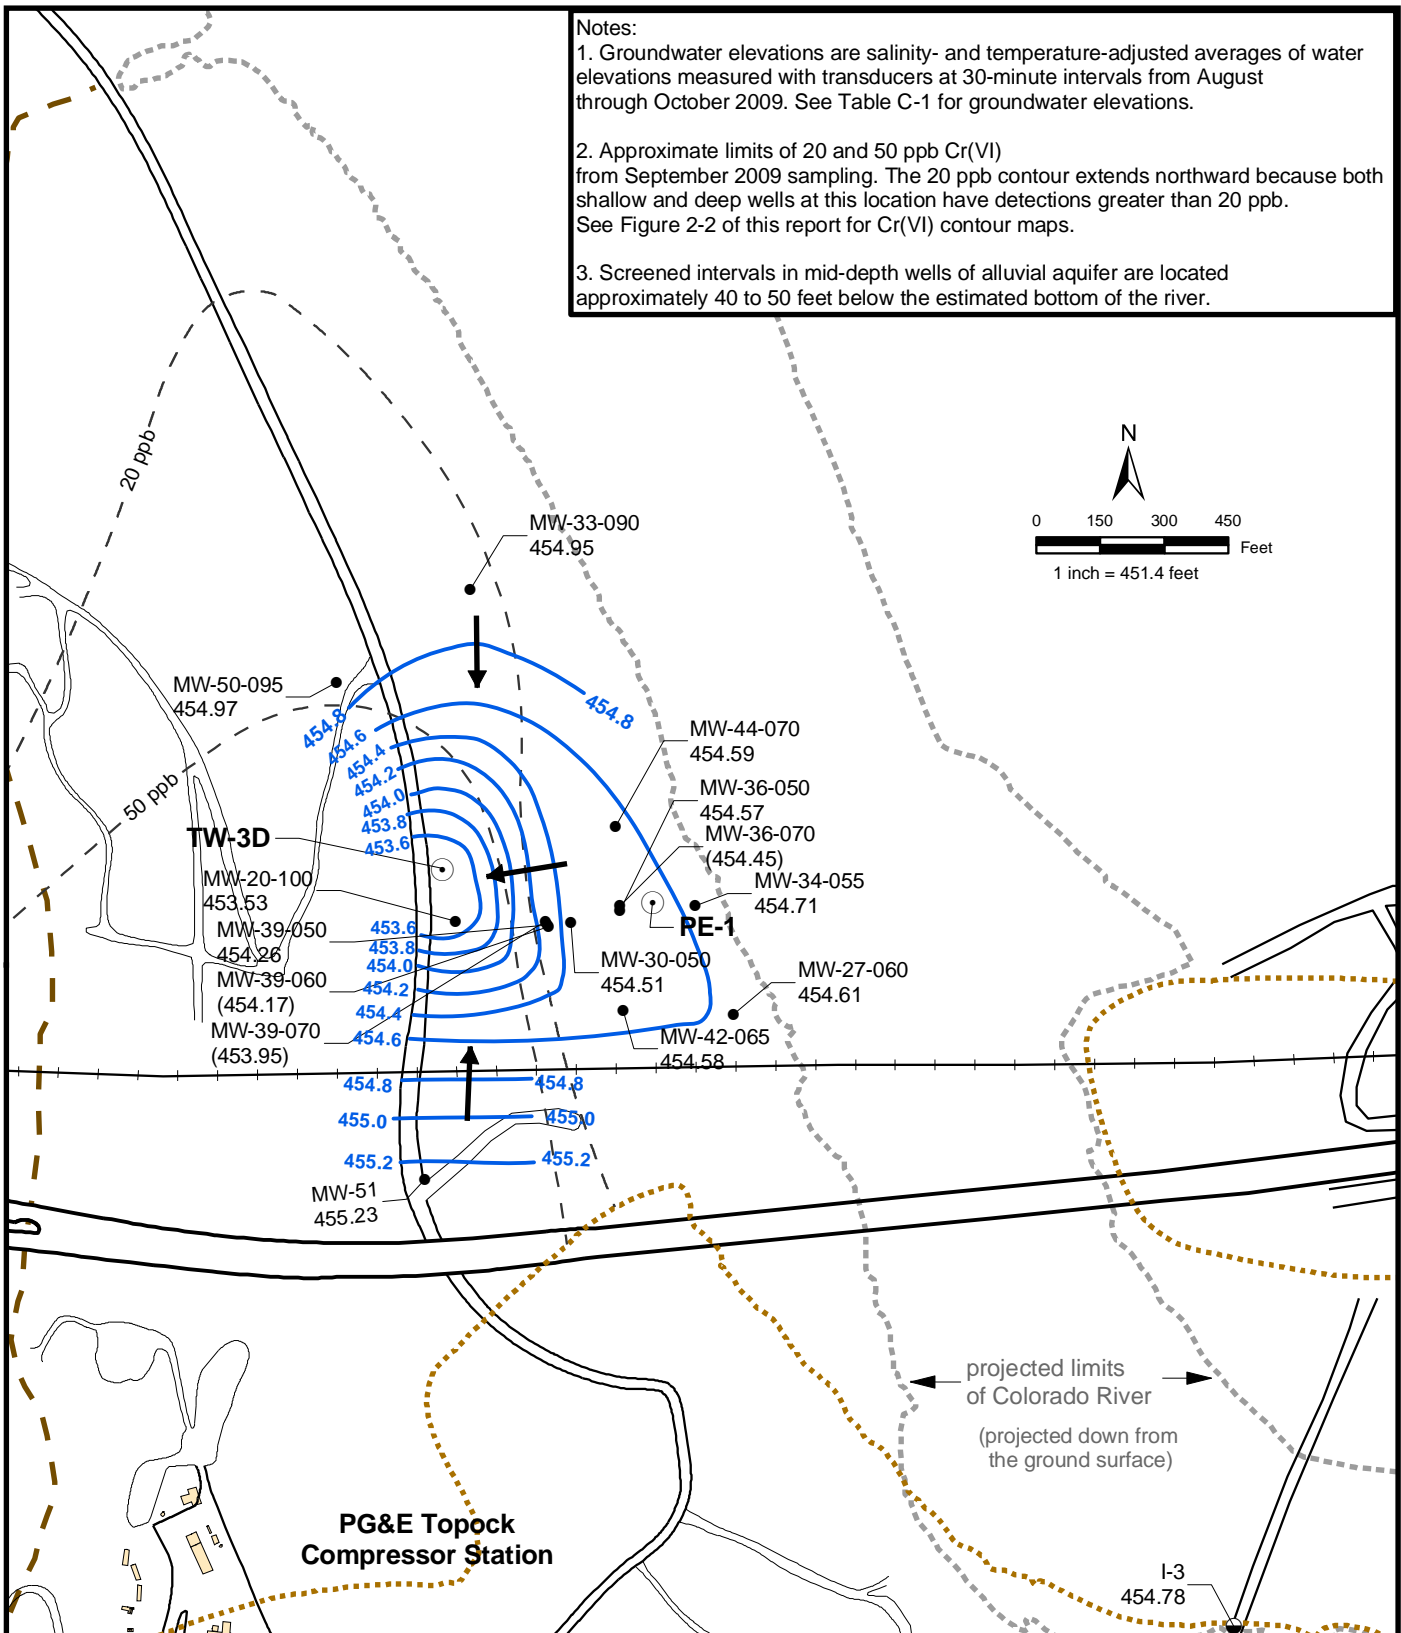 Notes:
1. Groundwater elevations are salinity- and temperature-adjusted averages of water
elevations measured with transducers at 30-minute intervals from August
through October 2009. See Table C-1 for groundwater elevations.
2. Approximate limits of 20 and 50 ppb Cr(VI)
from September 2009 sampling. The 20 ppb contour extends northward because both
shallow and deep wells at this location have detections greater than 20 ppb.
See Figure 2-2 of this report for Cr(VI) contour maps.
3. Screened intervals in mid-depth wells of alluvial aquifer are located
approximately 40 to 50 feet below the estimated bottom of the river.
N
0 150 300 450
Feet
1 inch = 451.4 feet
20 ppb
50 ppb
MW-33-090
454.95
MW-50-095
454.97
454.8
454.8
454.6
454.4
454.2
454.0
453.8
453.6
MW-44-070
454.59
MW-36-050
454.57
MW-36-070
(454.45)
MW-34-055
454.71
PE-1
TW-3D
MW-20-100
453.53
MW-39-050
454.26
MW-39-060
(454.17)
MW-39-070
(453.95)
453.6
453.8
454.0
454.2
454.4
454.6
MW-30-050
454.51
MW-27-060
454.61
MW-42-065
454.58
454.8
454.8
455.0
455.0
455.2
455.2
MW-51
455.23
projected limits
of Colorado River
(projected down from
the ground surface)
PG&E Topock
Compressor Station
I-3
454.78